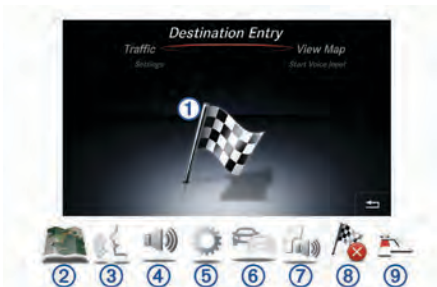 Destination Entry
Traffic View Map
Settings Start Voice Input
1
2 3 4 5 6 7 8 9